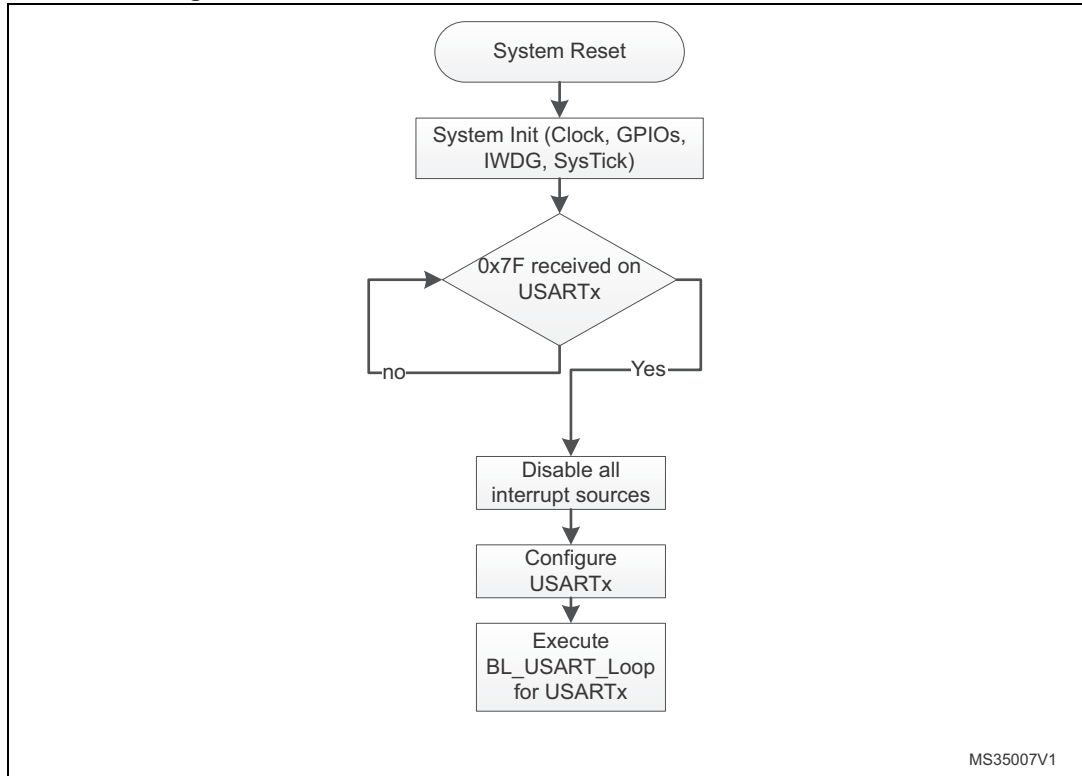 System Reset
System Init (Clock, GPIOs,
IWDG, SysTick)
0x7F received on
USARTx
no
Yes
Disable all
interrupt sources
Configure
USARTx
Execute
BL_USART_Loop
for USARTx
MS35007V1